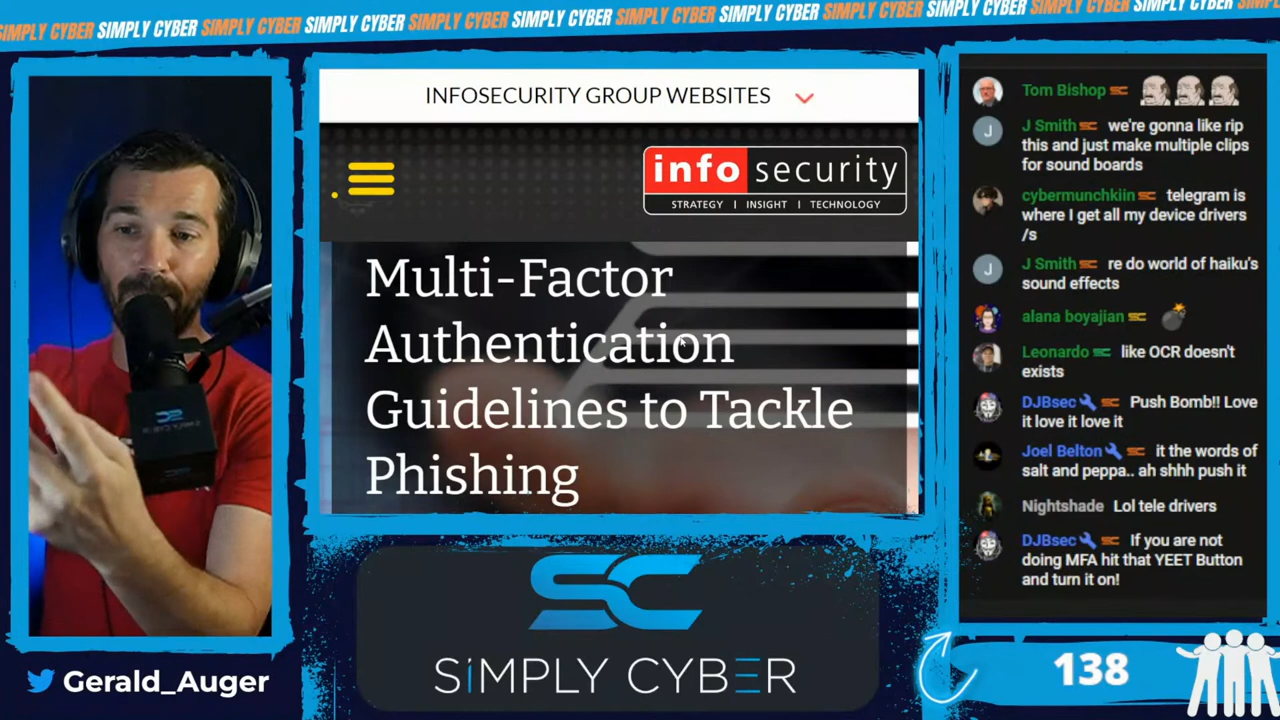 SIMPLY CYBER SIMPLY CYBER SIMPLY CYBER SIMPLY CYBER SIMPLY CYBER SIMPLY CYBER SIMPLY CYBER SIMPLY CYBER SIMPLY CYBER SIMPLY CYBER SIMPLY CYBER SIMPLY CYBER
INFOSECURITY GROUP WEBSITES
info security
STRATEGY | INSIGHT | TECHNOLOGY
Multi-Factor
Authentication
Guidelines to Tackle
Phishing
SC
SIMPLY CYBER
Gerald_Auger
Tom Bishop
J
J Smith we're gonna like rip
this and just make multiple clips
for sound boards
cybermunchkiin telegram is
where I get all my device drivers
/s
J
J Smith re do world of haiku's
sound effects
alana boyajian
Leonardo like OCR doesn't
exists
DJBsec Push Bomb!! Love
it love it love it
Joel Belton it the words of
salt and peppa.. ah shhh push it
Nightshade Lol tele drivers
DJBsec If you are not
doing MFA hit that YEET Button
and turn it on!
138